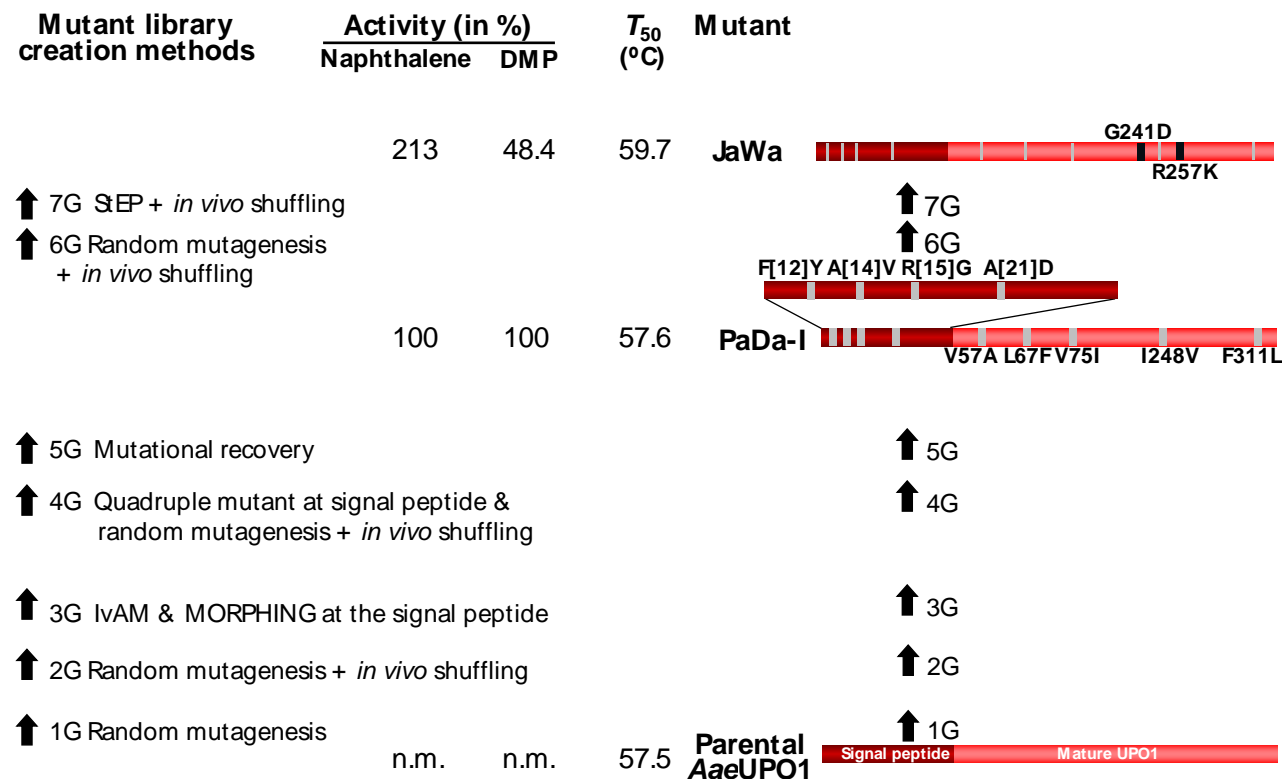 Mutant library creation methods
Activity (in %)
Naphthalene DMP
T50 (ºC)
Mutant
213 48.4 59.7 JaWa
G241D
R257K
7G StEP + in vivo shuffling
7G
6G Random mutagenesis
+ in vivo shuffling
6G
F[12]Y A[14]V R[15]G A[21]D
100 100 57.6 PaDa-I
V57A L67F V75I I248V F311L
5G Mutational recovery
5G
4G Quadruple mutant at signal peptide &
random mutagenesis + in vivo shuffling
4G
3G IvAM & MORPHING at the signal peptide
3G
2G Random mutagenesis + in vivo shuffling
2G
1G Random mutagenesis
1G
n.m. n.m. 57.5 Parental AaeUPO1
Signal peptide Mature UPO1